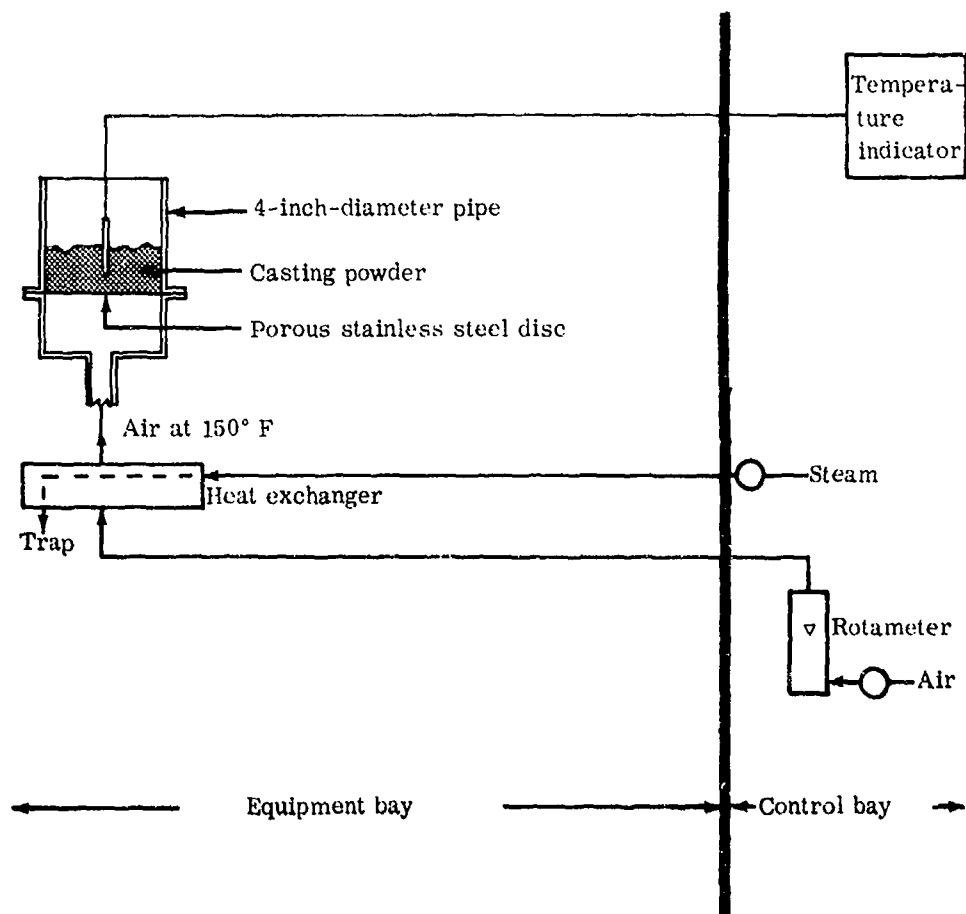 Tempera-
ture
indicator
4-inch-diameter pipe
Casting powder
Porous stainless steel disc
Air at 150° F
Heat exchanger
Steam
Trap
Rotameter
Air
Equipment bay
Control bay